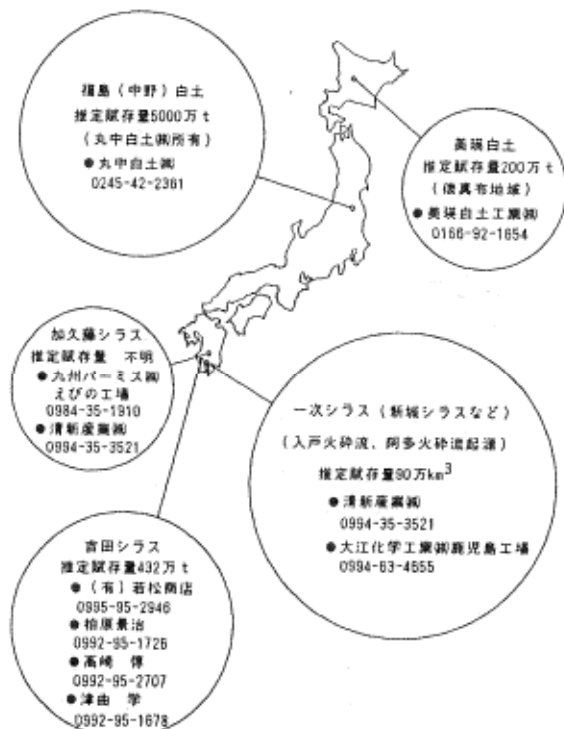 福島（中野）白土
推定賦存量5000万t
（丸中白土㈱所有）
●丸中白土㈱
0245-42-2361
美瑛白土
推定賦存量200万t
（俵真布地域）
●美瑛白土工業㈱
0166-92-1654
加久藤シラス
推定賦存量 不明
●九州パーミス㈱
えびの工場
0984-35-1910
●清新産業㈱
0994-35-3521
一次シラス（新城シラスなど）
（入戸火砕流、阿多火砕流起源）
推定賦存量90万km³
●清新産業㈱
0994-35-3521
●大江化学工業㈱鹿児島工場
0994-63-4655
吉田シラス
推定賦存量432万t
●（有）若松商店
0995-95-2946
●柏原景治
0992-95-1726
●高崎 博
0992-95-2707
●津曲 学
0992-95-1678